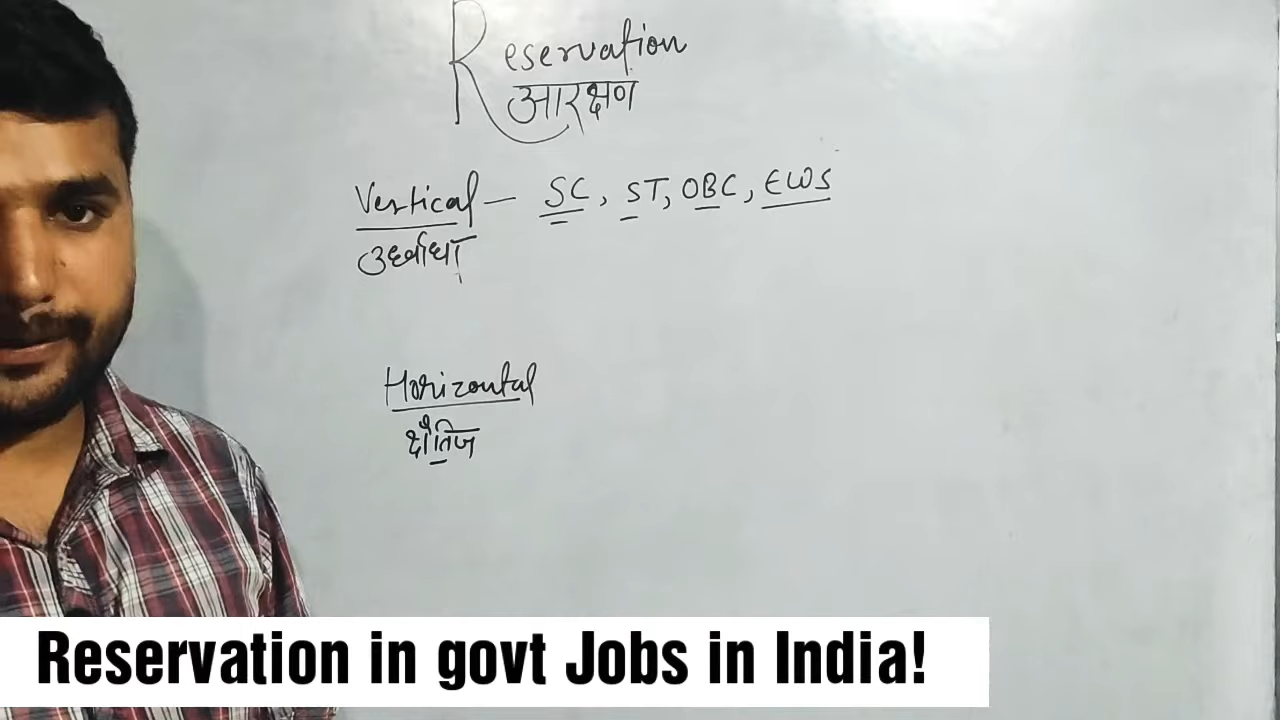 Reservation
आरक्षण
Vertical – SC, ST, OBC, EWS
उर्ध्वाधर
Horizontal
क्षैतिज
Reservation in govt Jobs in India!